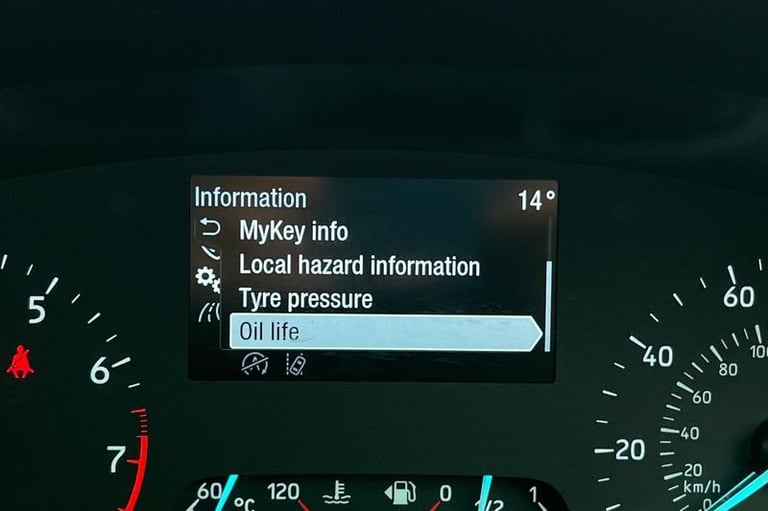 Information 14°
MyKey info
Local hazard information
Tyre pressure
Oil life
5
6
7
60
40
20
100
80
60
40
20
km/h
0
60 °C 120
0 1/2 1